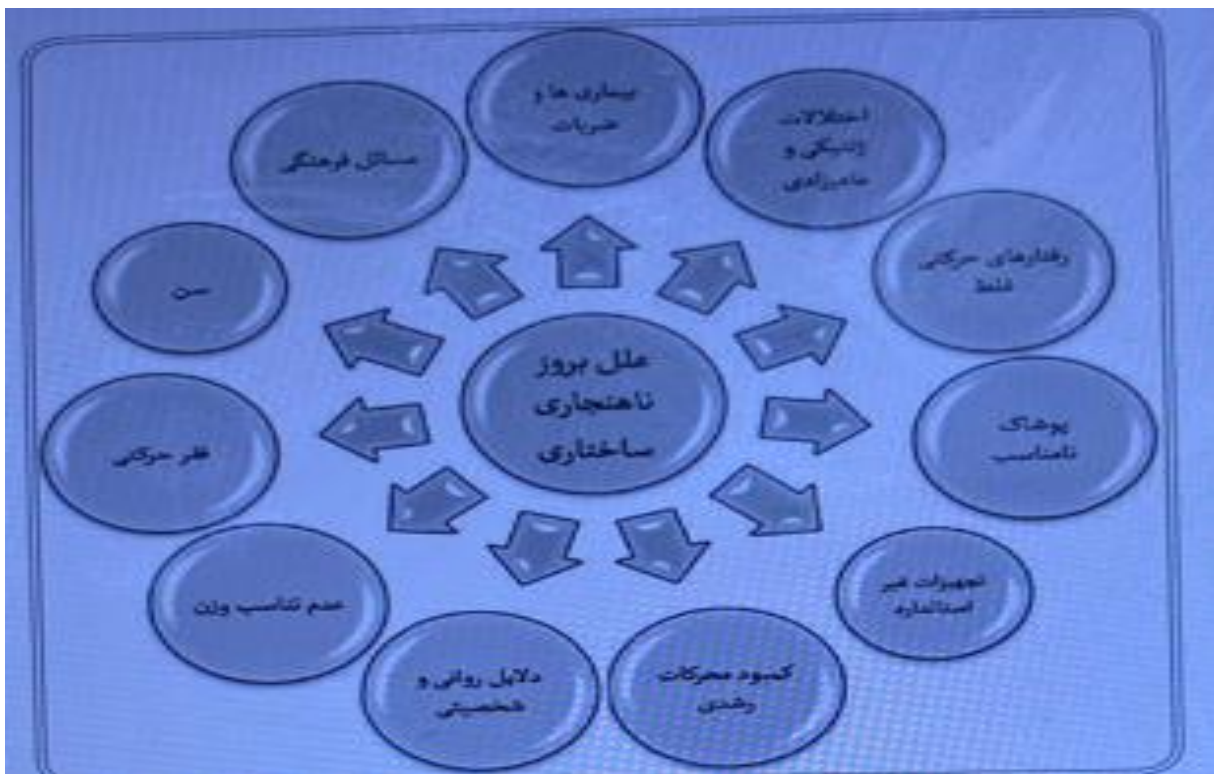 علل بروز
ناهنجاری
ساختاری
بیماری ها و
ضربات
اختلالات
ژنتیکی و
مادرزادی
رفتارهای حرکتی
غلط
پوشاک
نامناسب
تجهیزات غیر
استاندارد
کمبود محرکات
رشدی
دلایل روانی و
شخصیتی
عدم تناسب وزن
فقر حرکتی
سن
مسائل فرهنگی